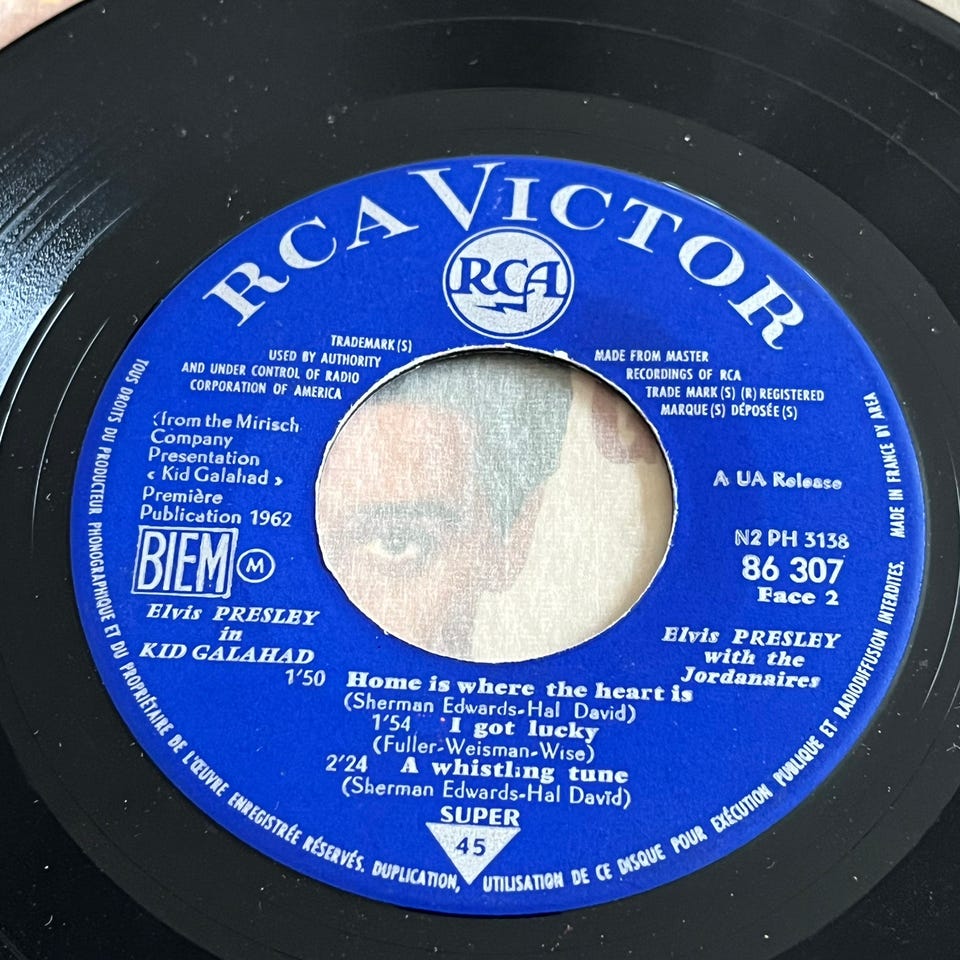 RCA VICTOR
RCA
TRADEMARK(S)
USED BY AUTHORITY
AND UNDER CONTROL OF RADIO
CORPORATION OF AMERICA
MADE FROM MASTER
RECORDINGS OF RCA
TRADE MARK(S) (R) REGISTERED
MARQUE(S) DÉPOSÉE(S)
(from the Mirisch
Company
Presentation
« Kid Galahad »
Première
Publication 1962
BIEM M
A UA Release
N2 PH 3138
86 307
Face 2
Elvis PRESLEY
in
KID GALAHAD
Elvis PRESLEY
with the
Jordanaires
1'50 Home is where the heart is
(Sherman Edwards-Hal David)
1'54 I got lucky
(Fuller-Weisman-Wise)
2'24 A whistling tune
(Sherman Edwards-Hal David)
SUPER
45
TOUS DROITS DU PRODUCTEUR PHONOGRAPHIQUE ET DU PROPRIÉTAIRE DE L'ŒUVRE ENREGISTRÉE RÉSERVÉS. DUPLICATION, UTILISATION DE CE DISQUE POUR EXÉCUTION PUBLIQUE ET RADIODIFFUSION INTERDITES. MADE IN FRANCE BY AREA